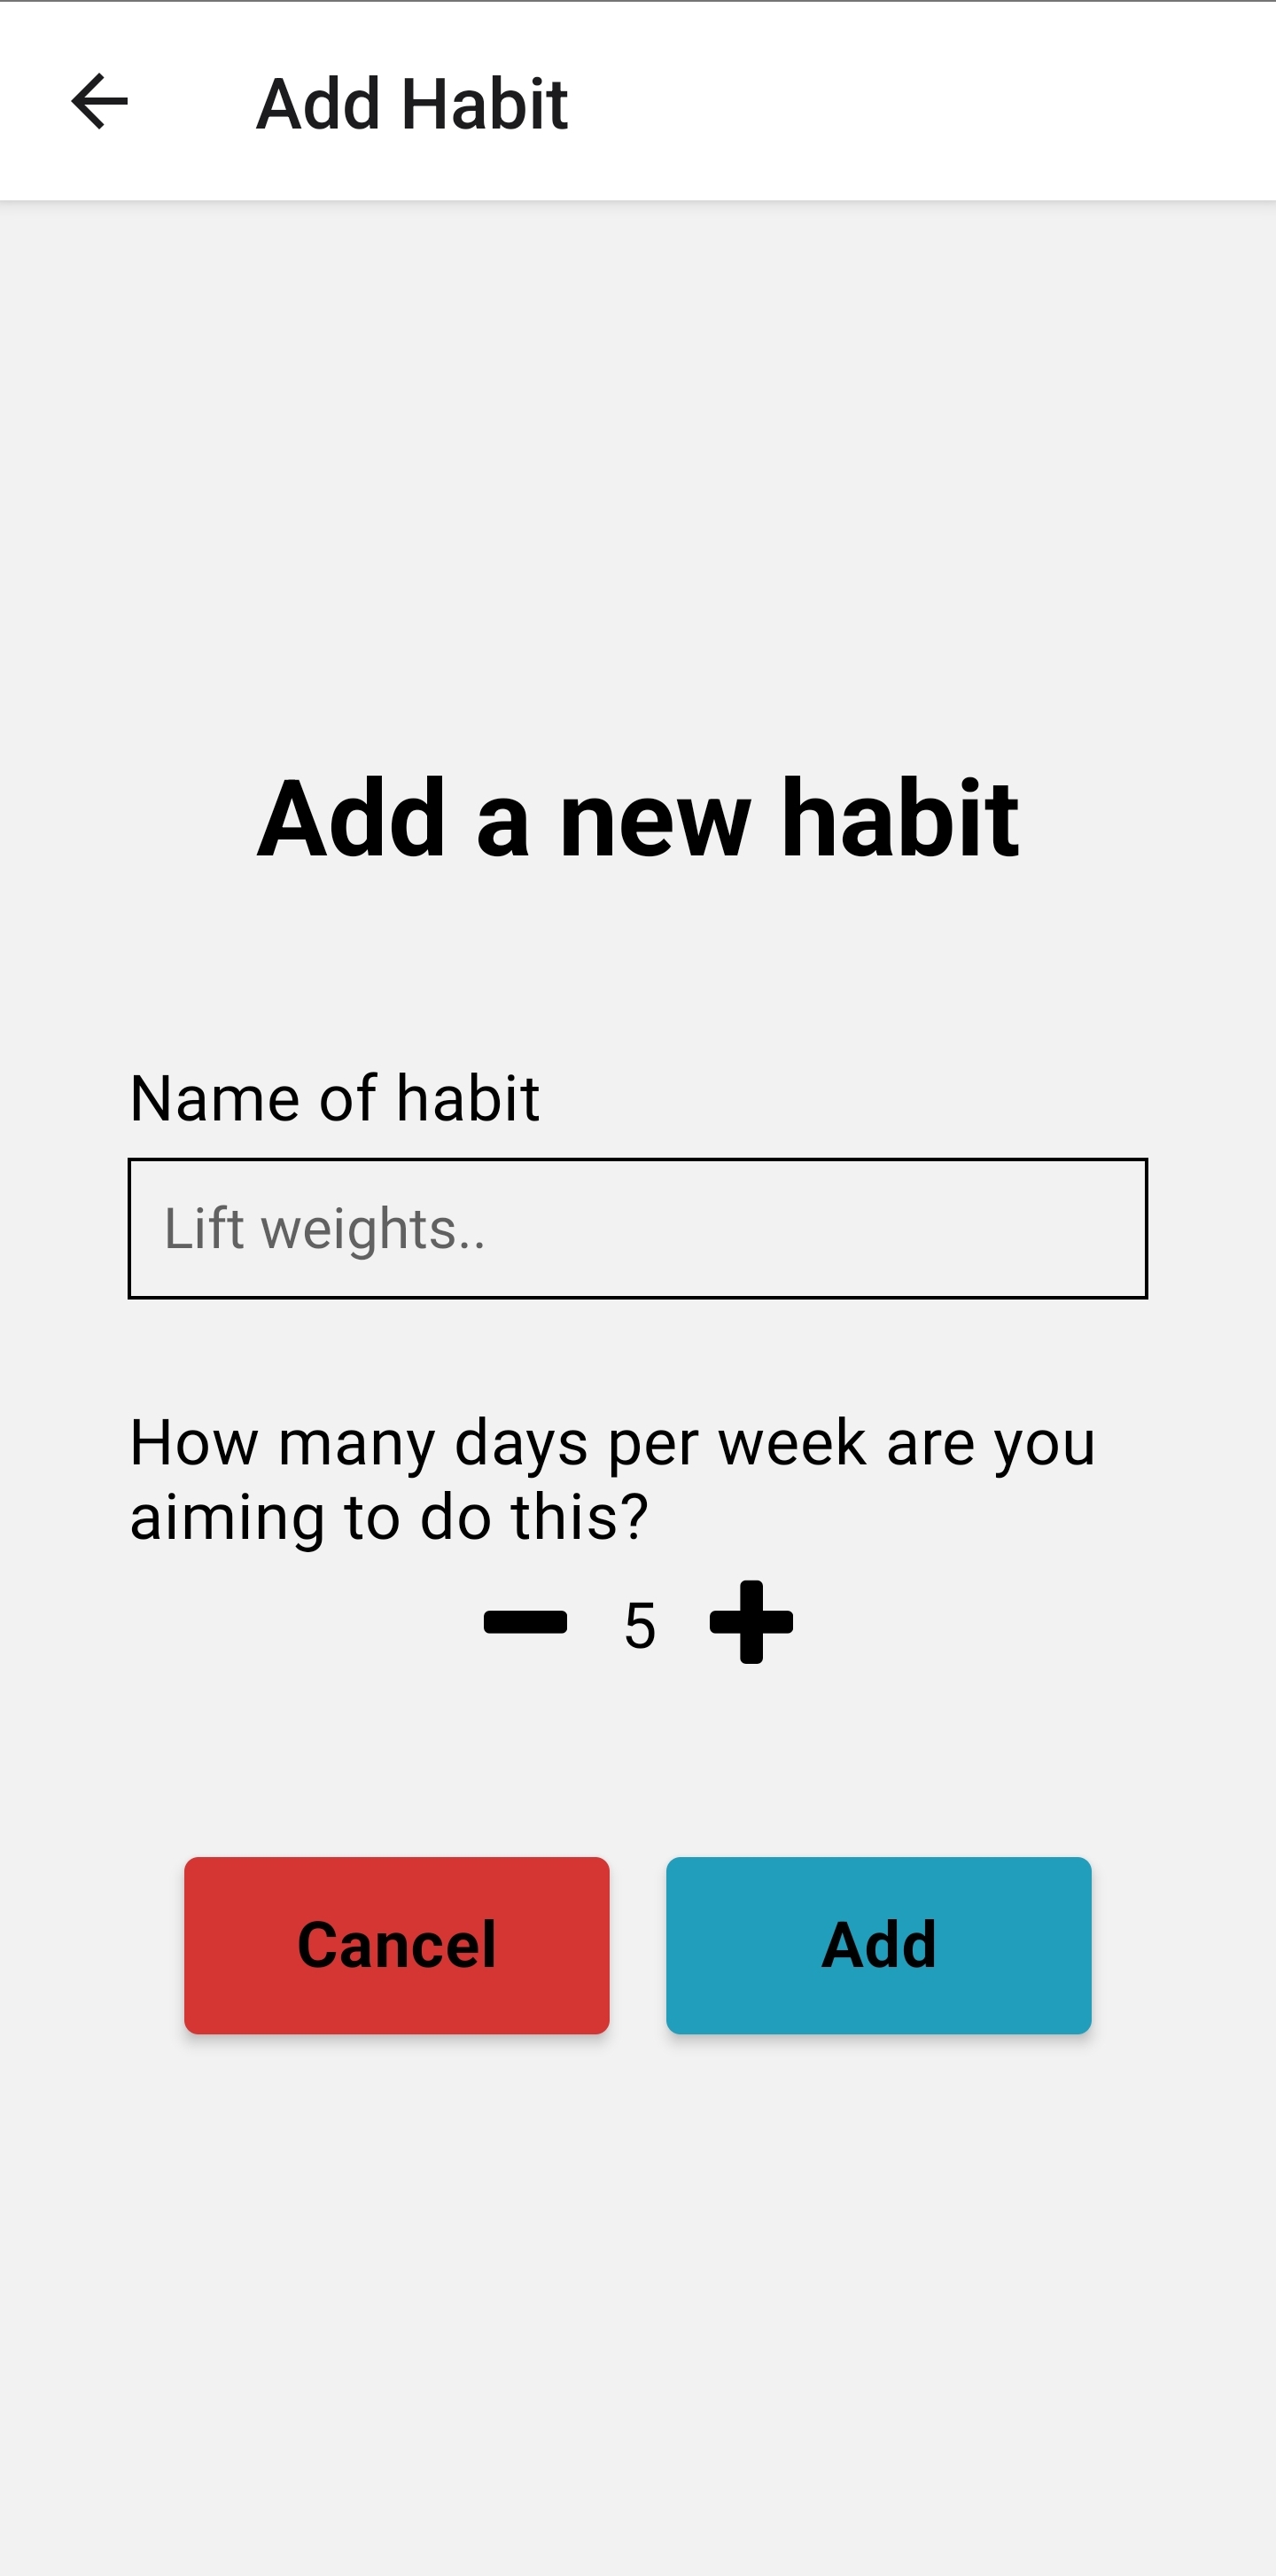 Add Habit
Add a new habit
Name of habit
Lift weights..
How many days per week are you
aiming to do this?
5
Cancel
Add